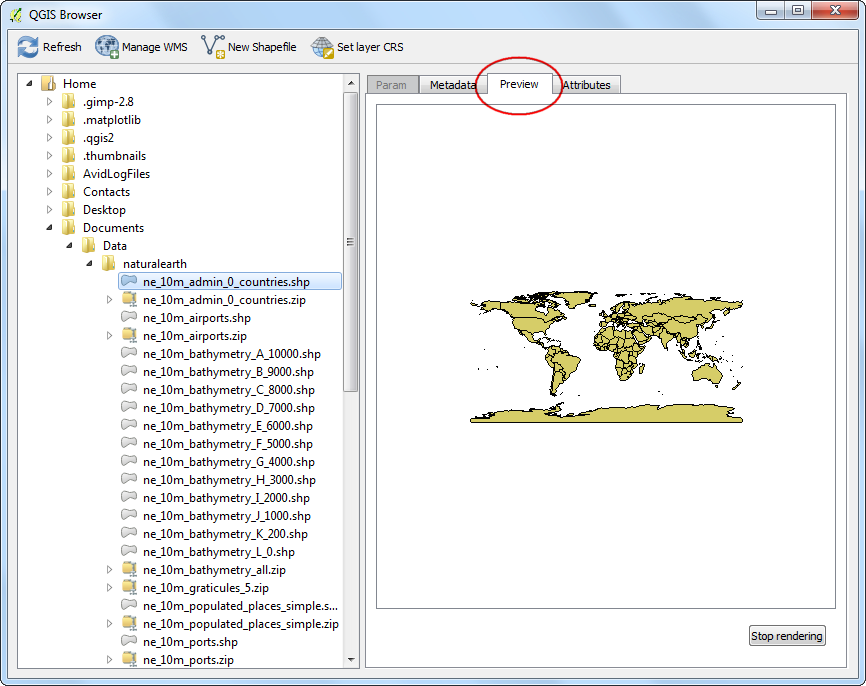 QGIS Browser
Refresh Manage WMS New Shapefile Set layer CRS
Home
.gimp-2.8
.matplotlib
.qgis2
.thumbnails
AvidLogFiles
Contacts
Desktop
Documents
Data
naturalearth
ne_10m_admin_0_countries.shp
ne_10m_admin_0_countries.zip
ne_10m_airports.shp
ne_10m_airports.zip
ne_10m_bathymetry_A_10000.shp
ne_10m_bathymetry_B_9000.shp
ne_10m_bathymetry_C_8000.shp
ne_10m_bathymetry_D_7000.shp
ne_10m_bathymetry_E_6000.shp
ne_10m_bathymetry_F_5000.shp
ne_10m_bathymetry_G_4000.shp
ne_10m_bathymetry_H_3000.shp
ne_10m_bathymetry_I_2000.shp
ne_10m_bathymetry_J_1000.shp
ne_10m_bathymetry_K_200.shp
ne_10m_bathymetry_L_0.shp
ne_10m_bathymetry_all.zip
ne_10m_graticules_5.zip
ne_10m_populated_places_simple.s...
ne_10m_populated_places_simple.zip
ne_10m_ports.shp
ne_10m_ports.zip
Param Metadata Preview Attributes
Stop rendering